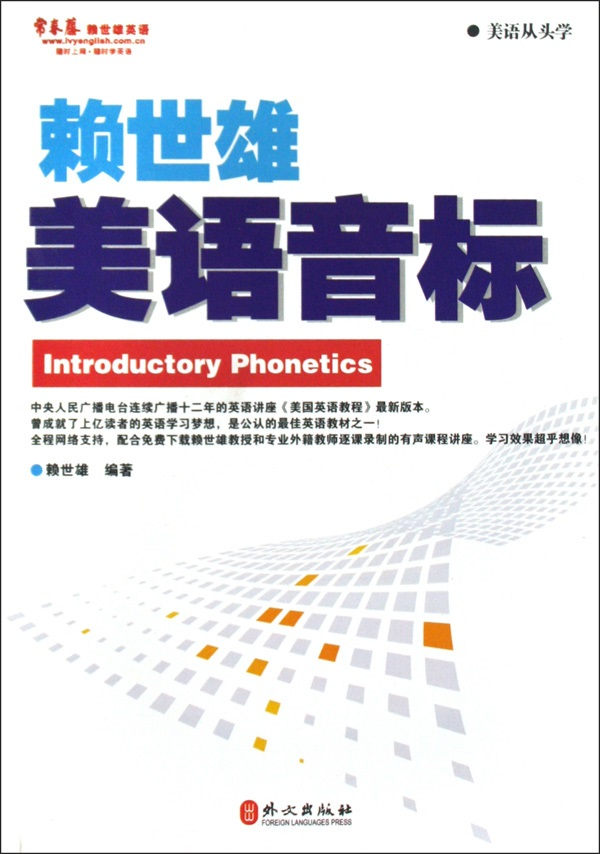 常春藤 赖世雄英语
www.ivyenglish.com.cn
随时上网·随时学英语
● 美语从头学
赖世雄
美语音标
Introductory Phonetics
中央人民广播电台连续广播十二年的英语讲座《美国英语教程》最新版本。
曾成就了上亿读者的英语学习梦想，是公认的最佳英语教材之一！
全程网络支持，配合免费下载赖世雄教授和专业外籍教师逐课录制的有声课程讲座。学习效果超乎想像！
赖世雄 编著
外文出版社
FOREIGN LANGUAGES PRESS